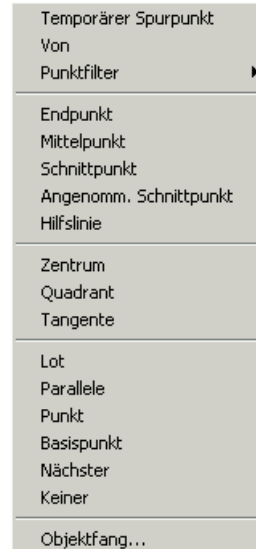 Temporärer Spurpunkt
Von
Punktfilter
Endpunkt
Mittelpunkt
Schnittpunkt
Angenomm. Schnittpunkt
Hilfslinie
Zentrum
Quadrant
Tangente
Lot
Parallele
Punkt
Basispunkt
Nächster
Keiner
Objektfang...